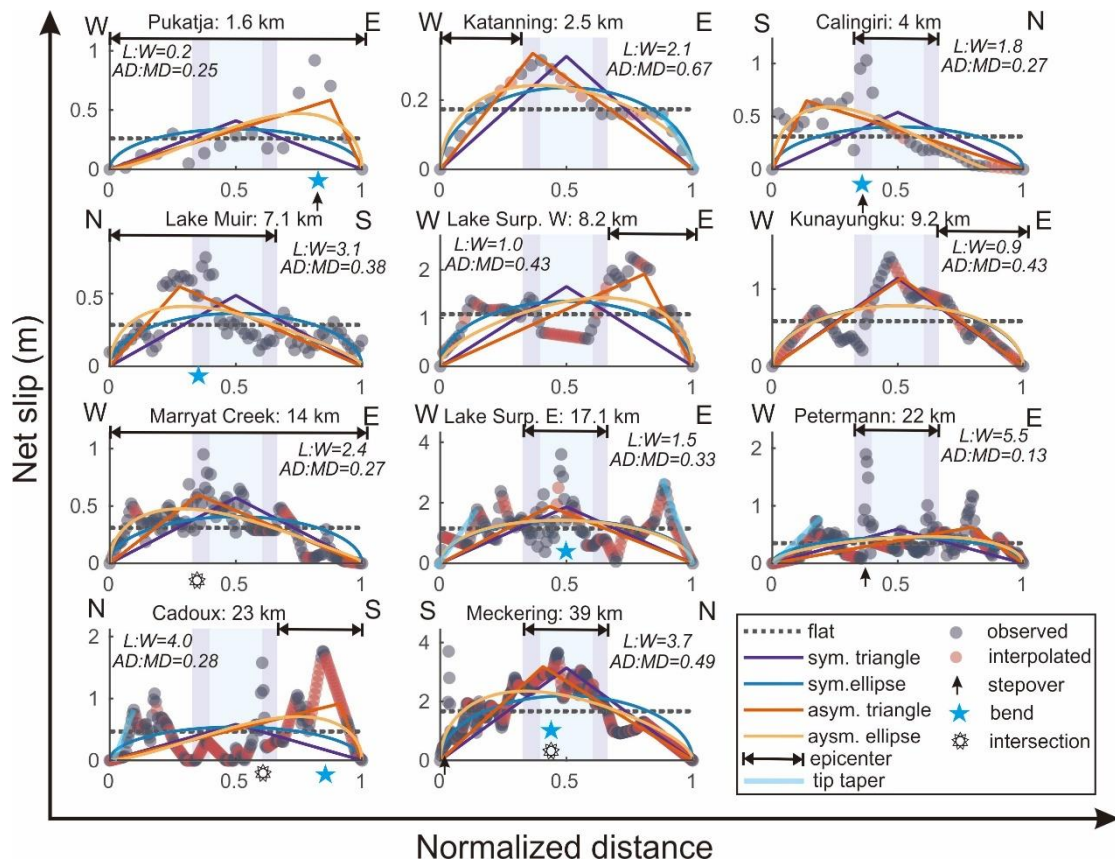 Net slip (m)
Pukatja: 1.6 km
W
E
L:W=0.2
AD:MD=0.25
1
0.5
0
0
0.5
1
Katanning: 2.5 km
W
E
L:W=2.1
AD:MD=0.67
0.2
0
0
0.5
1
Calingiri: 4 km
S
N
L:W=1.8
AD:MD=0.27
1
0.5
0
0
0.5
1
Lake Muir: 7.1 km
N
S
L:W=3.1
AD:MD=0.38
1
0.5
0
0
0.5
1
Lake Surp. W: 8.2 km
W
E
L:W=1.0
AD:MD=0.43
2
1
0
0
0.5
1
Kunayungku: 9.2 km
W
E
L:W=0.9
AD:MD=0.43
1
0
0
0.5
1
Marryat Creek: 14 km
W
E
L:W=2.4
AD:MD=0.27
1
0.5
0
0
0.5
1
Lake Surp. E: 17.1 km
W
E
L:W=1.5
AD:MD=0.33
4
2
0
0
0.5
1
Petermann: 22 km
W
E
L:W=5.5
AD:MD=0.13
2
1
0
0
0.5
1
Cadoux: 23 km
N
S
L:W=4.0
AD:MD=0.28
2
1
0
0
0.5
1
Meckering: 39 km
S
N
L:W=3.7
AD:MD=0.49
4
2
0
0
0.5
1
flat
sym. triangle
sym.ellipse
asym. triangle
aysm. ellipse
epicenter
tip taper
observed
interpolated
stepover
bend
intersection
Normalized distance